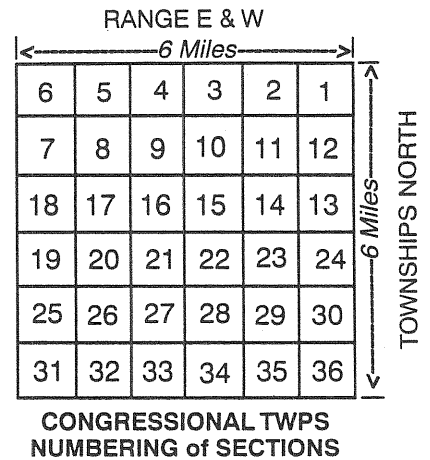 RANGE E & W
6 Miles
6 5 4 3 2 1
7 8 9 10 11 12
18 17 16 15 14 13
19 20 21 22 23 24
25 26 27 28 29 30
31 32 33 34 35 36
6 Miles
TOWNSHIPS NORTH
CONGRESSIONAL TWPS
NUMBERING of SECTIONS